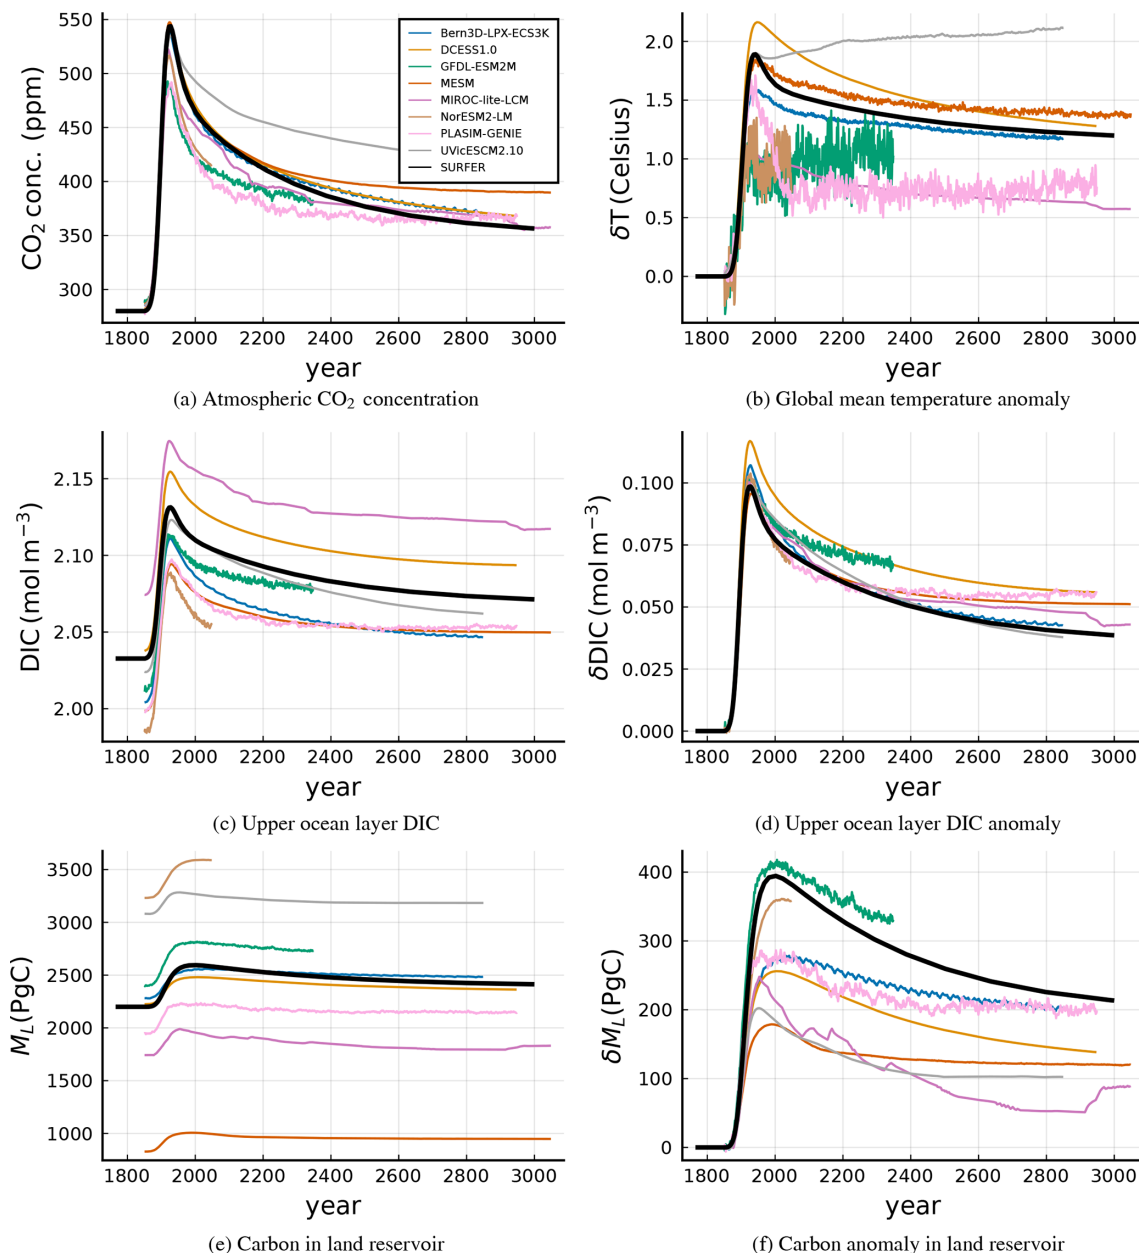 550
500
450
400
350
300
CO₂ conc. (ppm)
Bern3D-LPX-ECS3K
DCESS1.0
GFDL-ESM2M
MESM
MIROC-lite-LCM
NorESM2-LM
PLASIM-GENIE
UVicESCM2.10
SURFER
1800 2000 2200 2400 2600 2800 3000
year
(a) Atmospheric CO₂ concentration
2.0
1.5
1.0
0.5
0.0
δT (Celsius)
1800 2000 2200 2400 2600 2800 3000
year
(b) Global mean temperature anomaly
2.15
2.10
2.05
2.00
DIC (mol m⁻³)
1800 2000 2200 2400 2600 2800 3000
year
(c) Upper ocean layer DIC
0.100
0.075
0.050
0.025
0.000
δDIC (mol m⁻³)
1800 2000 2200 2400 2600 2800 3000
year
(d) Upper ocean layer DIC anomaly
3500
3000
2500
2000
1500
1000
M_L(PgC)
1800 2000 2200 2400 2600 2800 3000
year
(e) Carbon in land reservoir
400
300
200
100
0
δM_L(PgC)
1800 2000 2200 2400 2600 2800 3000
year
(f) Carbon anomaly in land reservoir